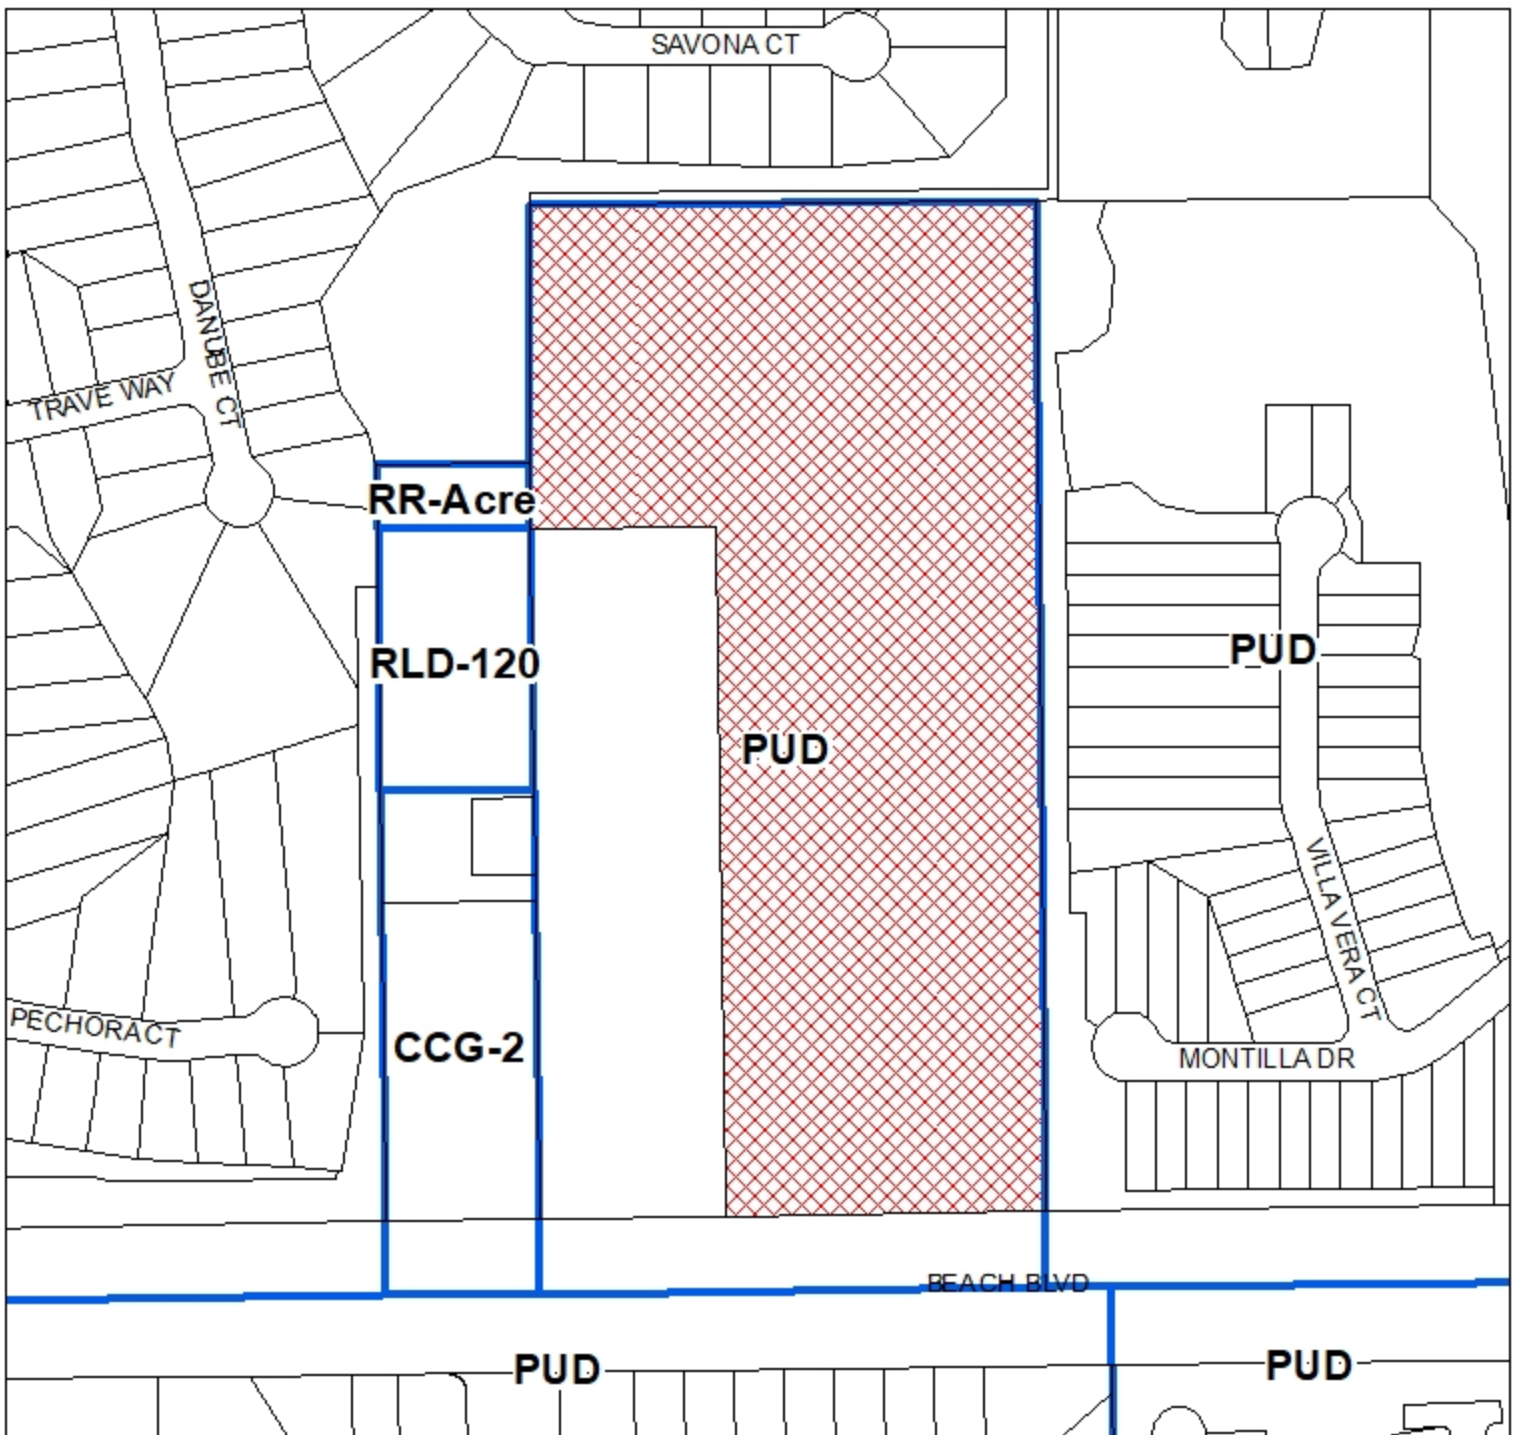 SAVONA CT
DANUBE CT
TRAVE WAY
RR-Acre
RLD-120
PUD
PUD
VILLA VERA CT
PECHORA CT
CCG-2
MONTILLA DR
BEACH BLVD
PUD
PUD